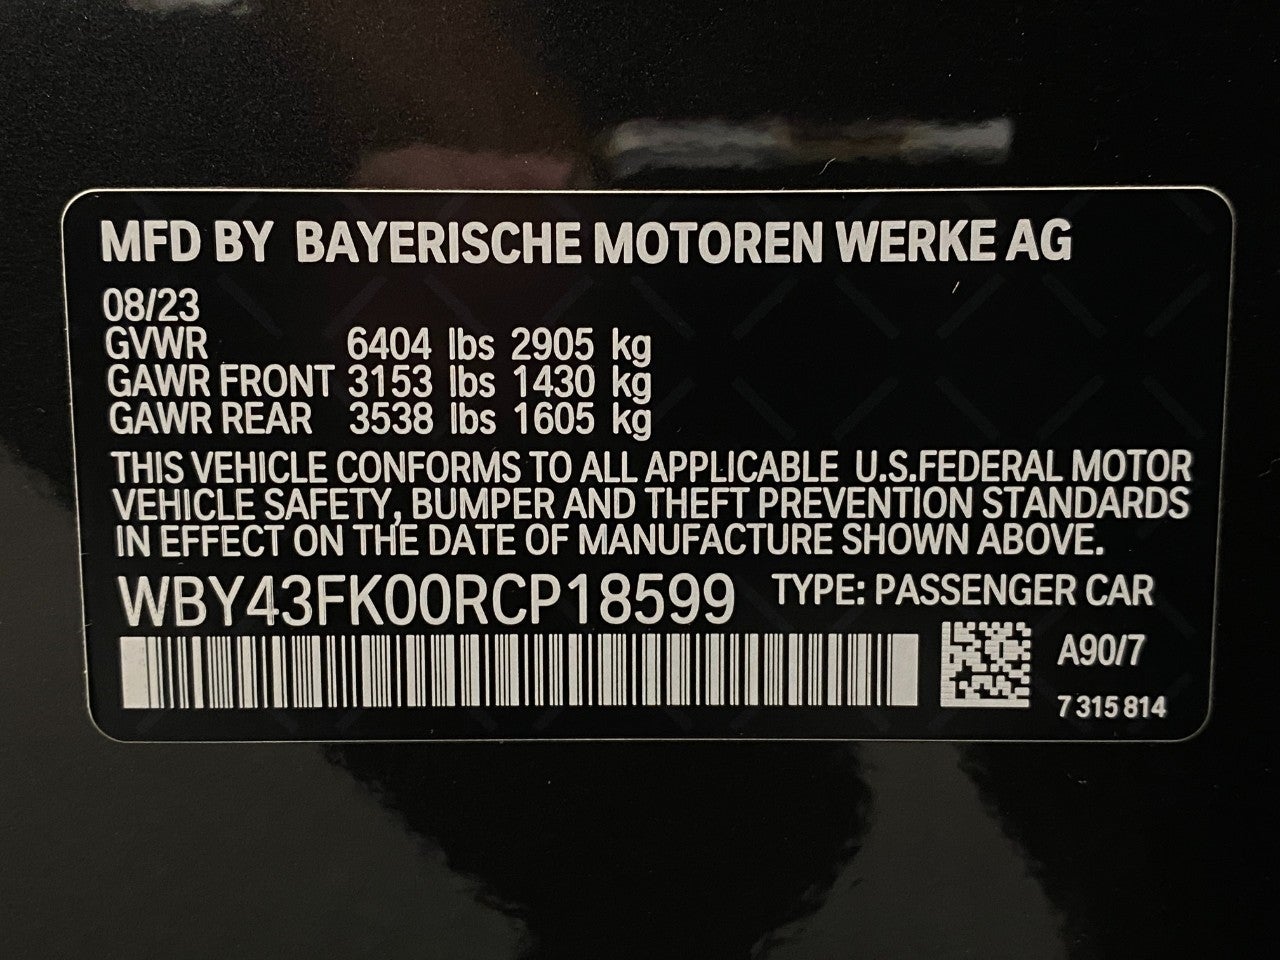 MFD BY BAYERISCHE MOTOREN WERKE AG
08/23
GVWR 6404 lbs 2905 kg
GAWR FRONT 3153 lbs 1430 kg
GAWR REAR 3538 lbs 1605 kg
THIS VEHICLE CONFORMS TO ALL APPLICABLE U.S.FEDERAL MOTOR
VEHICLE SAFETY, BUMPER AND THEFT PREVENTION STANDARDS
IN EFFECT ON THE DATE OF MANUFACTURE SHOWN ABOVE.
WBY43FK00RCP18599 TYPE: PASSENGER CAR
A90/7
7 315 814